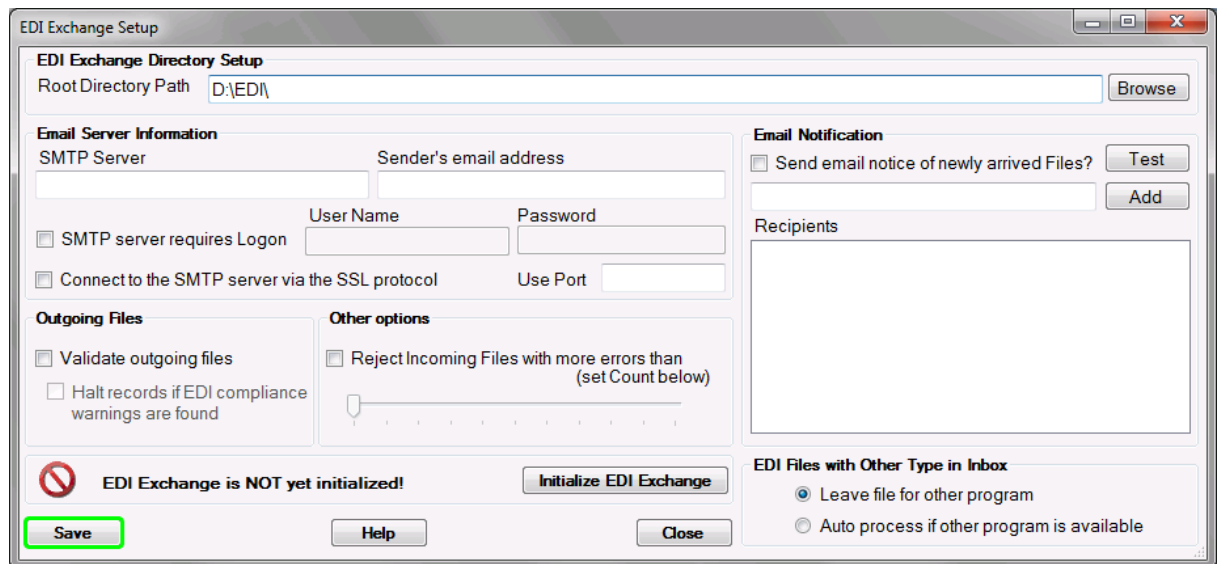 EDI Exchange Setup
EDI Exchange Directory Setup
Root Directory Path D:\EDI\ Browse
Email Server Information
SMTP Server Sender's email address
User Name Password
SMTP server requires Logon
Connect to the SMTP server via the SSL protocol Use Port
Email Notification
Send email notice of newly arrived Files? Test
Add
Recipients
Outgoing Files
Validate outgoing files
Halt records if EDI compliance
warnings are found
Other options
Reject Incoming Files with more errors than
(set Count below)
EDI Exchange is NOT yet initialized! Initialize EDI Exchange
EDI Files with Other Type in Inbox
Leave file for other program
Auto process if other program is available
Save Help Close